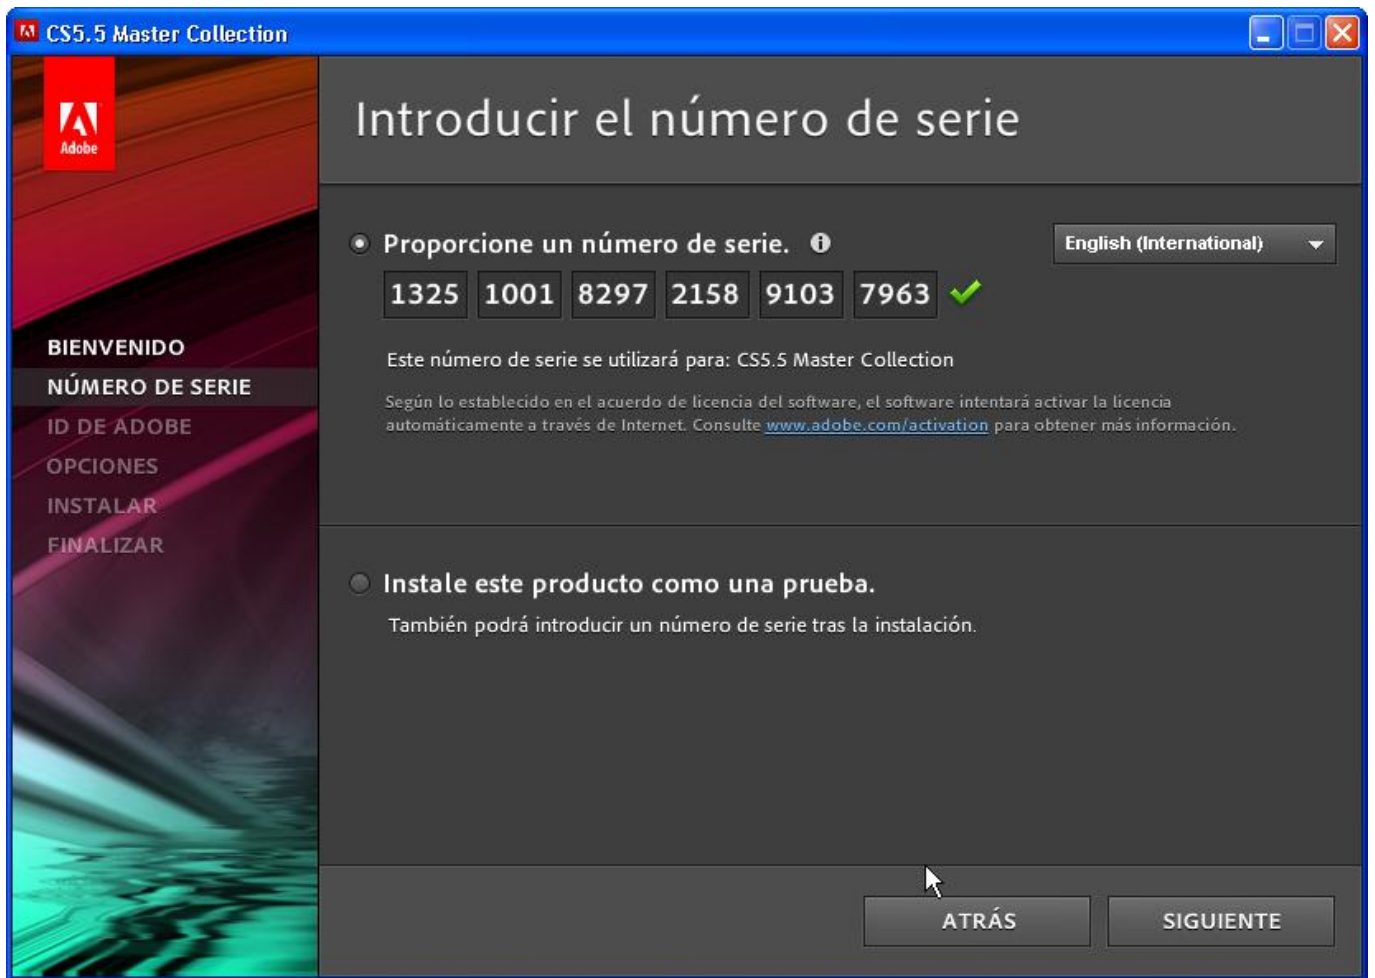 CS5.5 Master Collection
Adobe
Introducir el número de serie
Proporcione un número de serie.
English (International)
1325 1001 8297 2158 9103 7963
Este número de serie se utilizará para: CS5.5 Master Collection
Según lo establecido en el acuerdo de licencia del software, el software intentará activar la licencia
automáticamente a través de Internet. Consulte www.adobe.com/activation para obtener más información.
BIENVENIDO
NÚMERO DE SERIE
ID DE ADOBE
OPCIONES
INSTALAR
FINALIZAR
Instale este producto como una prueba.
También podrá introducir un número de serie tras la instalación.
ATRÁS
SIGUIENTE